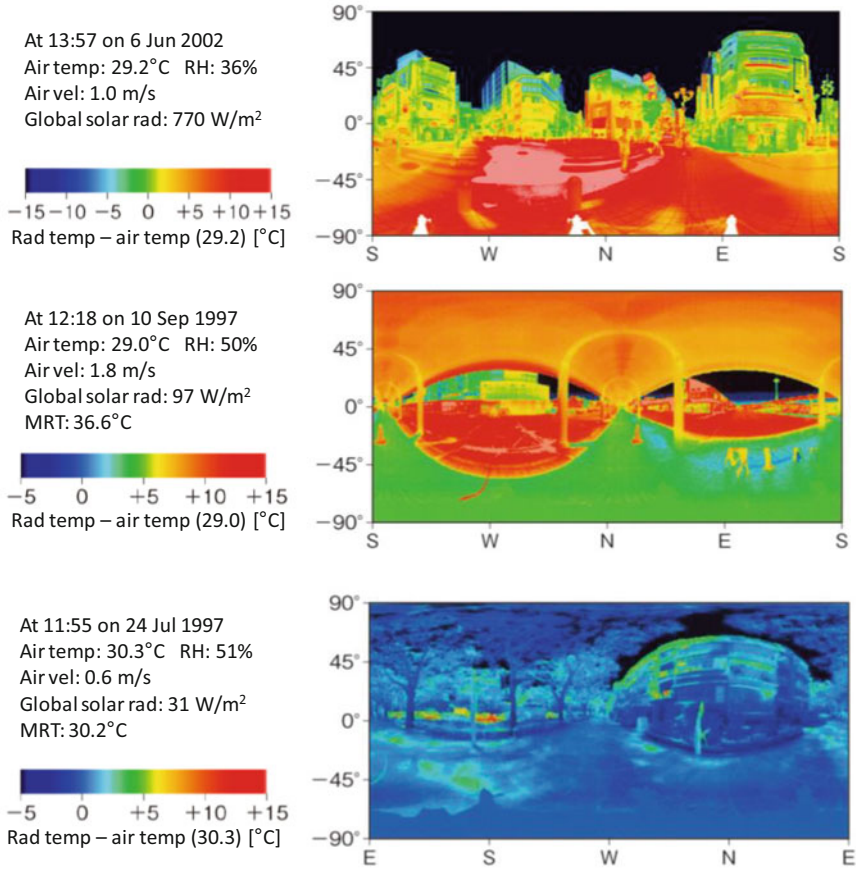 At 13:57 on 6 Jun 2002
Air temp: 29.2°C RH: 36%
Air vel: 1.0 m/s
Global solar rad: 770 W/m²
−15 −10 −5 0 +5 +10 +15
Rad temp – air temp (29.2) [°C]
90°
45°
0°
−45°
−90°
S W N E S
At 12:18 on 10 Sep 1997
Air temp: 29.0°C RH: 50%
Air vel: 1.8 m/s
Global solar rad: 97 W/m²
MRT: 36.6°C
−5 0 +5 +10 +15
Rad temp – air temp (29.0) [°C]
90°
45°
0°
−45°
−90°
S W N E S
At 11:55 on 24 Jul 1997
Air temp: 30.3°C RH: 51%
Air vel: 0.6 m/s
Global solar rad: 31 W/m²
MRT: 30.2°C
−5 0 +5 +10 +15
Rad temp – air temp (30.3) [°C]
90°
45°
0°
−45°
−90°
E S W N E